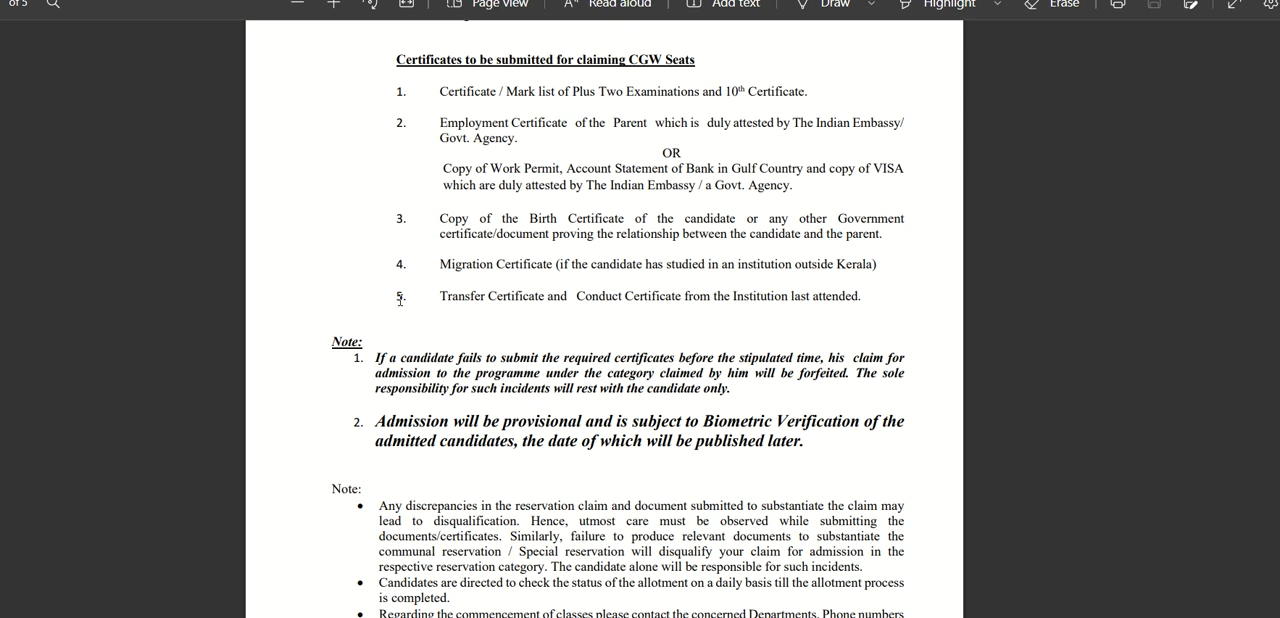 of 5
Page view
Read aloud
Add text
Draw
Highlight
Erase
Certificates to be submitted for claiming CGW Seats
1. Certificate / Mark list of Plus Two Examinations and 10th Certificate.
2. Employment Certificate of the Parent which is duly attested by The Indian Embassy/
Govt. Agency.
OR
Copy of Work Permit, Account Statement of Bank in Gulf Country and copy of VISA
which are duly attested by The Indian Embassy / a Govt. Agency.
3. Copy of the Birth Certificate of the candidate or any other Government
certificate/document proving the relationship between the candidate and the parent.
4. Migration Certificate (if the candidate has studied in an institution outside Kerala)
5. Transfer Certificate and Conduct Certificate from the Institution last attended.
Note:
1. If a candidate fails to submit the required certificates before the stipulated time, his claim for
admission to the programme under the category claimed by him will be forfeited. The sole
responsibility for such incidents will rest with the candidate only.
2. Admission will be provisional and is subject to Biometric Verification of the
admitted candidates, the date of which will be published later.
Note:
• Any discrepancies in the reservation claim and document submitted to substantiate the claim may
lead to disqualification. Hence, utmost care must be observed while submitting the
documents/certificates. Similarly, failure to produce relevant documents to substantiate the
communal reservation / Special reservation will disqualify your claim for admission in the
respective reservation category. The candidate alone will be responsible for such incidents.
• Candidates are directed to check the status of the allotment on a daily basis till the allotment process
is completed.
• Regarding the commencement of classes please contact the concerned Departments. Phone numbers